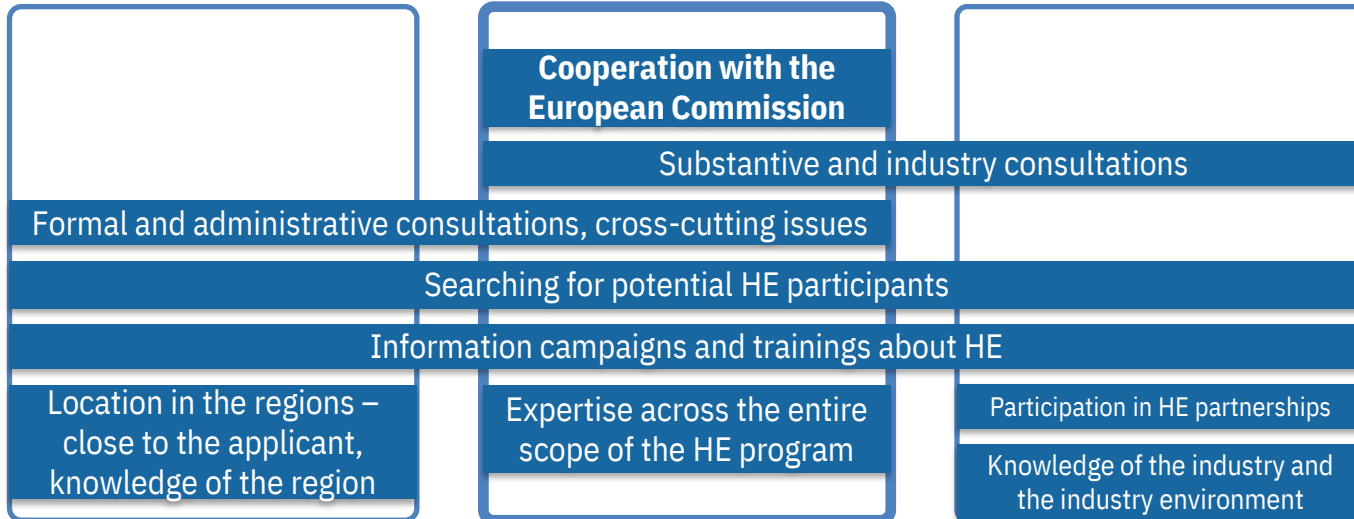 Cooperation with the
European Commission
Substantive and industry consultations
Formal and administrative consultations, cross-cutting issues
Searching for potential HE participants
Information campaigns and trainings about HE
Location in the regions –
close to the applicant,
knowledge of the region
Expertise across the entire
scope of the HE program
Participation in HE partnerships
Knowledge of the industry and
the industry environment